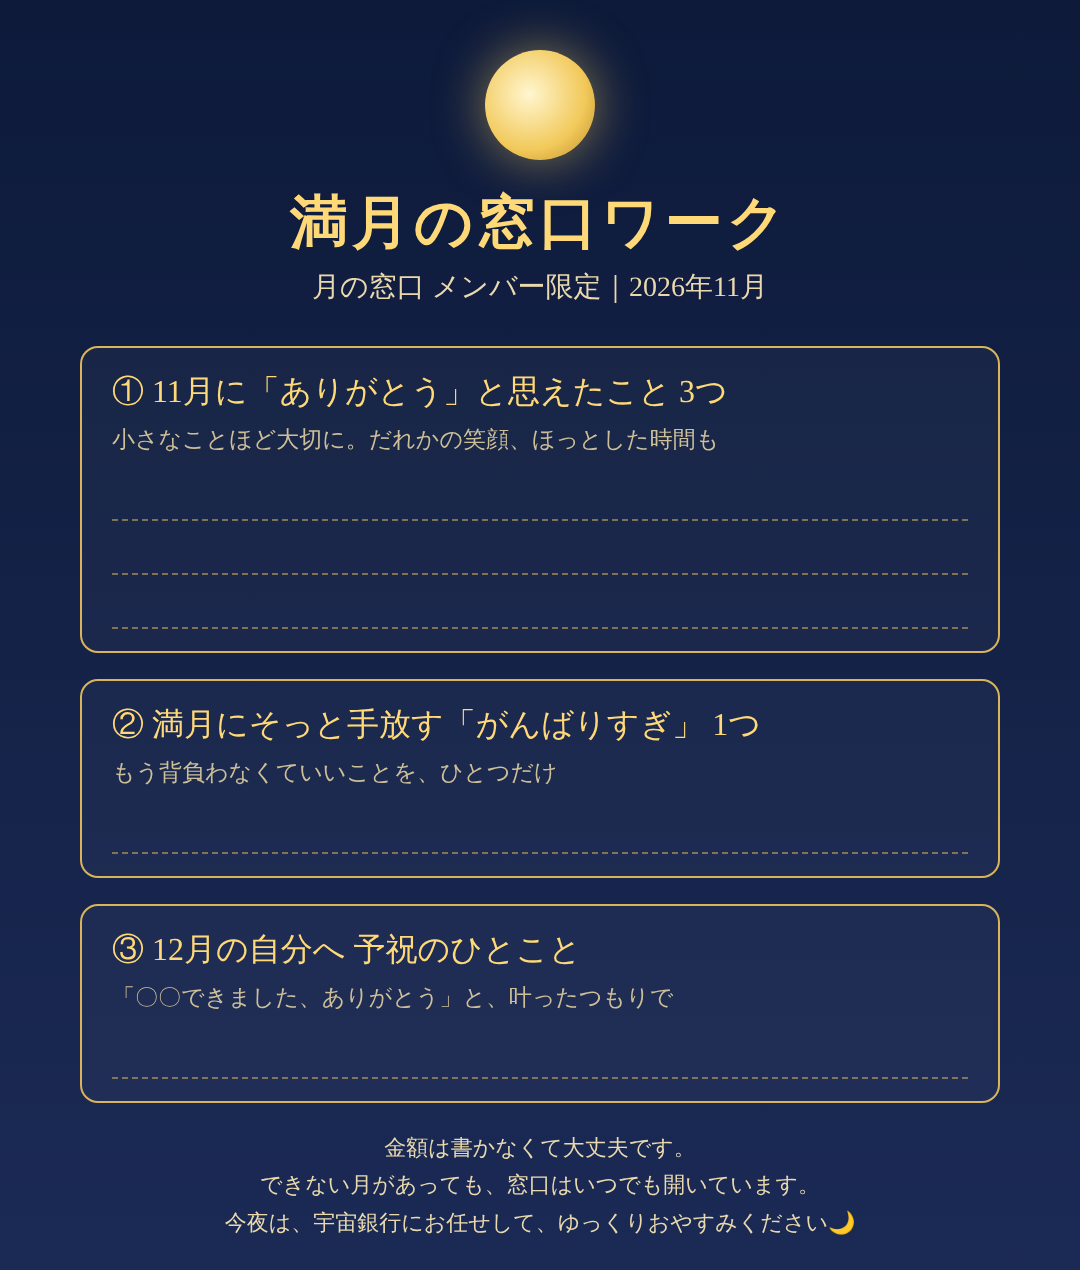 満月の窓口ワーク
月の窓口 メンバー限定｜2026年11月
① 11月に「ありがとう」と思えたこと 3つ
小さなことほど大切に。だれかの笑顔、ほっとした時間も
② 満月にそっと手放す「がんばりすぎ」 1つ
もう背負わなくていいことを、ひとつだけ
③ 12月の自分へ 予祝のひとこと
「〇〇できました、ありがとう」と、叶ったつもりで
金額は書かなくて大丈夫です。
できない月があっても、窓口はいつでも開いています。
今夜は、宇宙銀行にお任せして、ゆっくりおやすみください🌙